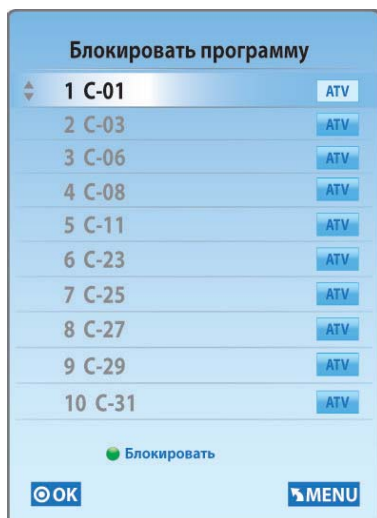 Блокировать программу
1 C-01 ATV
2 C-03 ATV
3 C-06 ATV
4 C-08 ATV
5 C-11 ATV
6 C-23 ATV
7 C-25 ATV
8 C-27 ATV
9 C-29 ATV
10 C-31 ATV
Блокировать
OK MENU